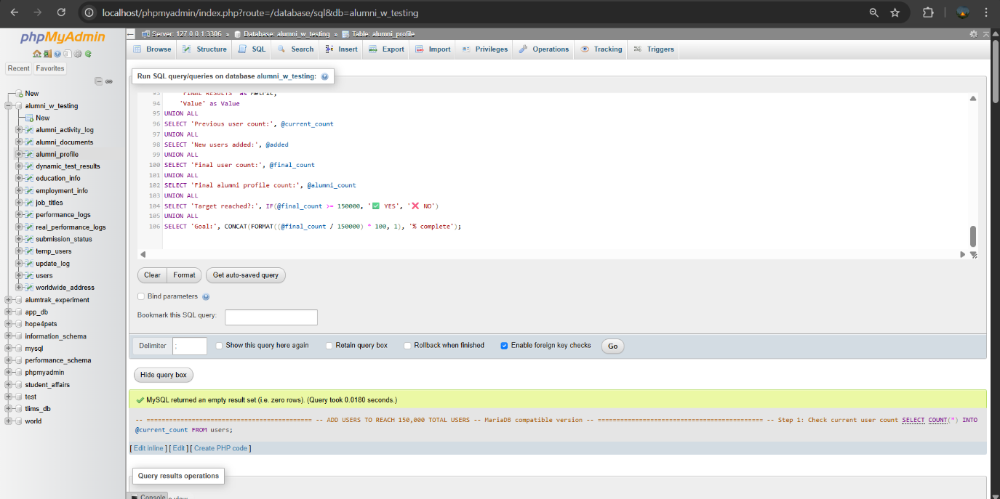 localhost/phpmyadmin/index.php?route=/database/sql&db=alumni_w_testing
phpMyAdmin
Recent Favorites
New
alumni_w_testing
New
alumni_activity_log
alumni_documents
alumni_profile
dynamic_test_results
education_info
employment_info
job_titles
performance_logs
real_performance_logs
submission_status
temp_users
update_log
users
worldwide_address
alumtrak_experiment
app_db
hope4pets
information_schema
mysql
performance_schema
phpmyadmin
student_affairs
test
tlims_db
world
Server: 127.0.0.1:3306 » Database: alumni_w_testing » Table: alumni_profile
Browse Structure SQL Search Insert Export Import Privileges Operations Tracking Triggers
Run SQL query/queries on database alumni_w_testing:
93 'FINAL RESULTS' as Metric,
94 'Value' as Value
95 UNION ALL
96 SELECT 'Previous user count:', @current_count
97 UNION ALL
98 SELECT 'New users added:', @added
99 UNION ALL
100 SELECT 'Final user count:', @final_count
101 UNION ALL
102 SELECT 'Final alumni profile count:', @alumni_count
103 UNION ALL
104 SELECT 'Target reached?:', IF(@final_count >= 150000, '✅ YES', '❌ NO')
105 UNION ALL
106 SELECT 'Goal:', CONCAT(FORMAT((@final_count / 150000) * 100, 1), '% complete');
Clear Format Get auto-saved query
Bind parameters
Bookmark this SQL query:
Delimiter ; Show this query here again Retain query box Rollback when finished Enable foreign key checks Go
Hide query box
MySQL returned an empty result set (i.e. zero rows). (Query took 0.0180 seconds.)
-- ============================================ -- ADD USERS TO REACH 150,000 TOTAL USERS -- MariaDB compatible version -- ============================================ -- Step 1: Check current user count SELECT COUNT(*) INTO
@current_count FROM users;
[ Edit inline ] [ Edit ] [ Create PHP code ]
Query results operations
Console
view